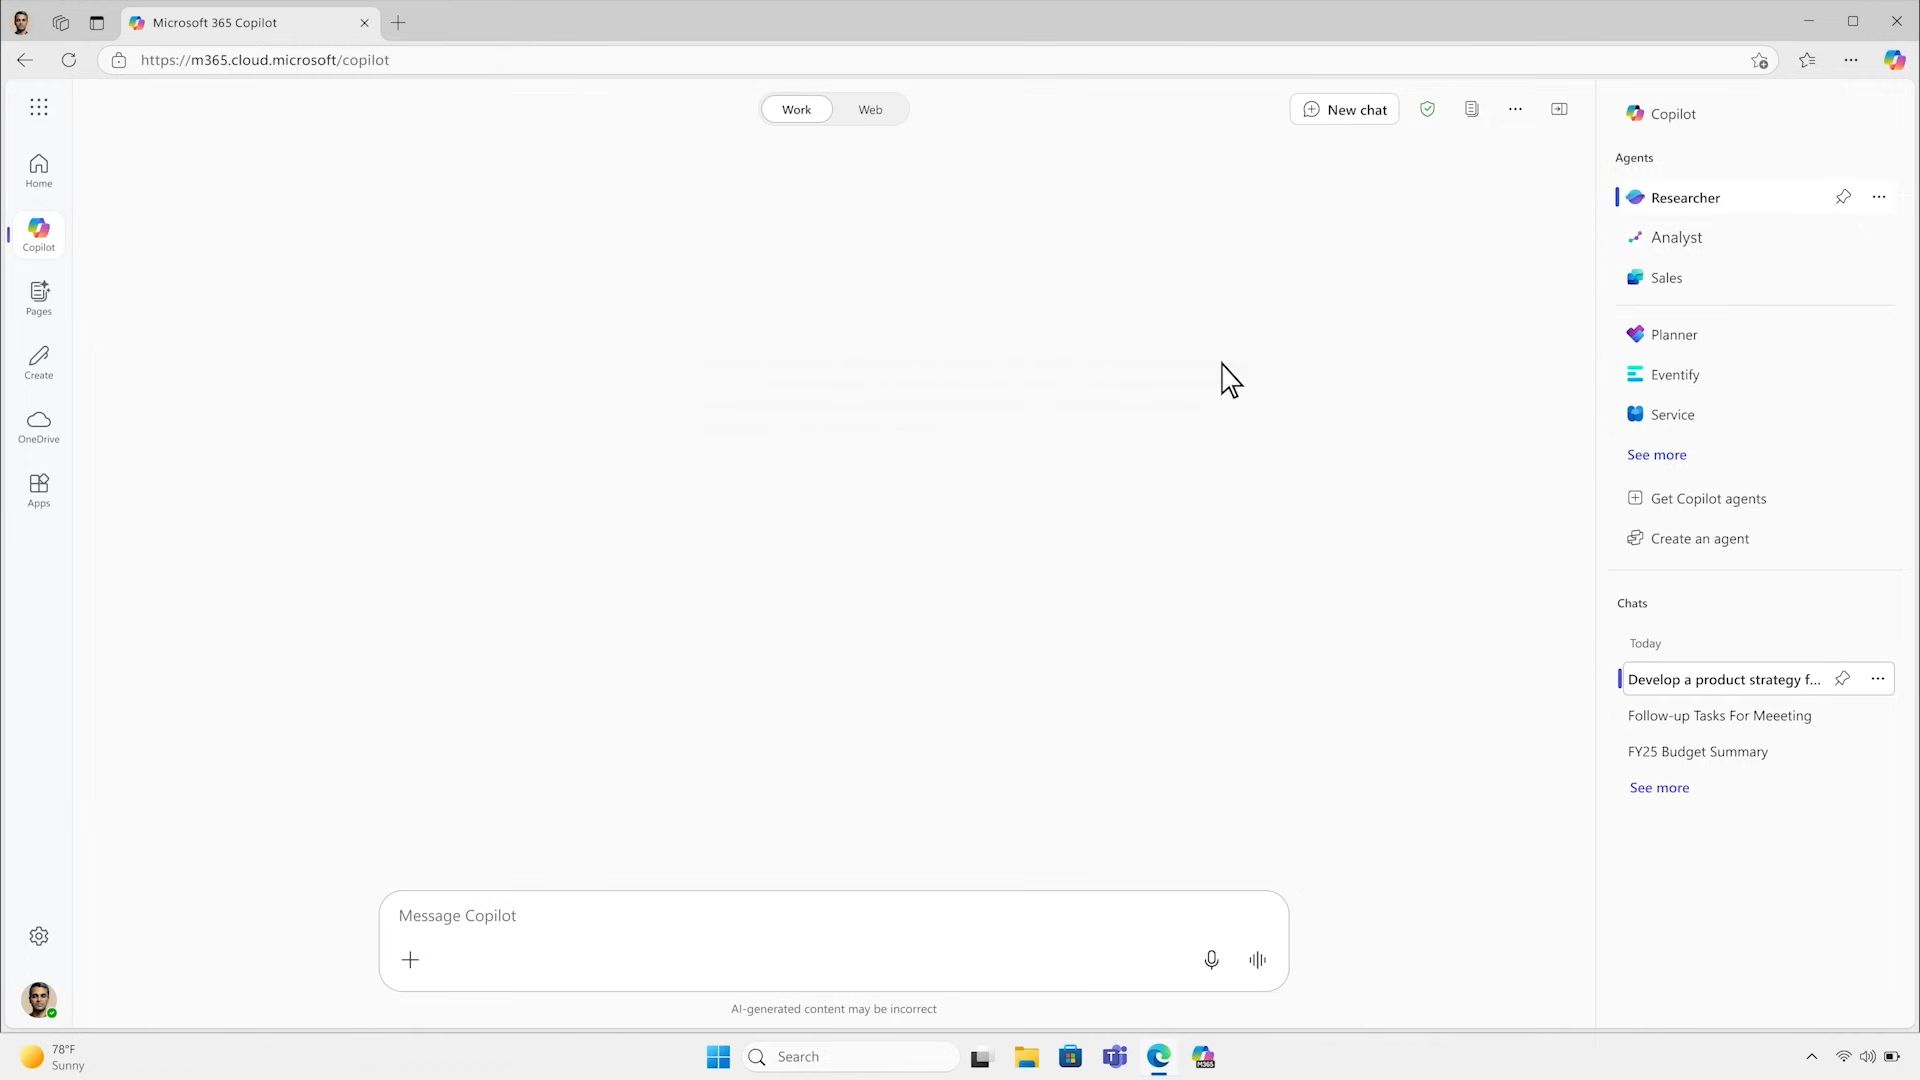 Microsoft 365 Copilot
https://m365.cloud.microsoft/copilot
Work
Web
New chat
Home
Copilot
Pages
Create
OneDrive
Apps
Copilot
Agents
Researcher
Analyst
Sales
Planner
Eventify
Service
See more
Get Copilot agents
Create an agent
Chats
Today
Develop a product strategy f...
Follow-up Tasks For Meeeting
FY25 Budget Summary
See more
Message Copilot
AI-generated content may be incorrect
78°F
Sunny
Search
M365